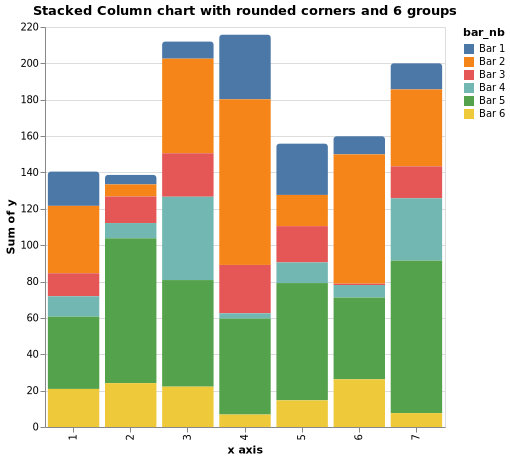 Stacked Column chart with rounded corners and 6 groups
bar_nb
Bar 1
Bar 2
Bar 3
Bar 4
Bar 5
Bar 6
Sum of y
220
200
180
160
140
120
100
80
60
40
20
0
1
2
3
4
5
6
7
x axis